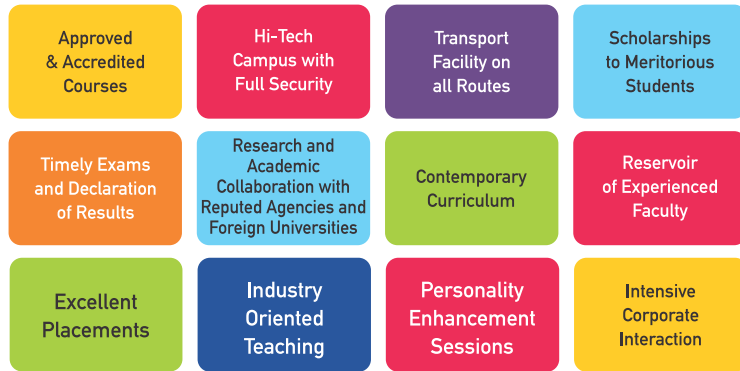 Approved
& Accredited
Courses
Hi-Tech
Campus with
Full Security
Transport
Facility on
all Routes
Scholarships
to Meritorious
Students
Timely Exams
and Declaration
of Results
Research and
Academic
Collaboration with
Reputed Agencies and
Foreign Universities
Contemporary
Curriculum
Reservoir
of Experienced
Faculty
Excellent
Placements
Industry
Oriented
Teaching
Personality
Enhancement
Sessions
Intensive
Corporate
Interaction